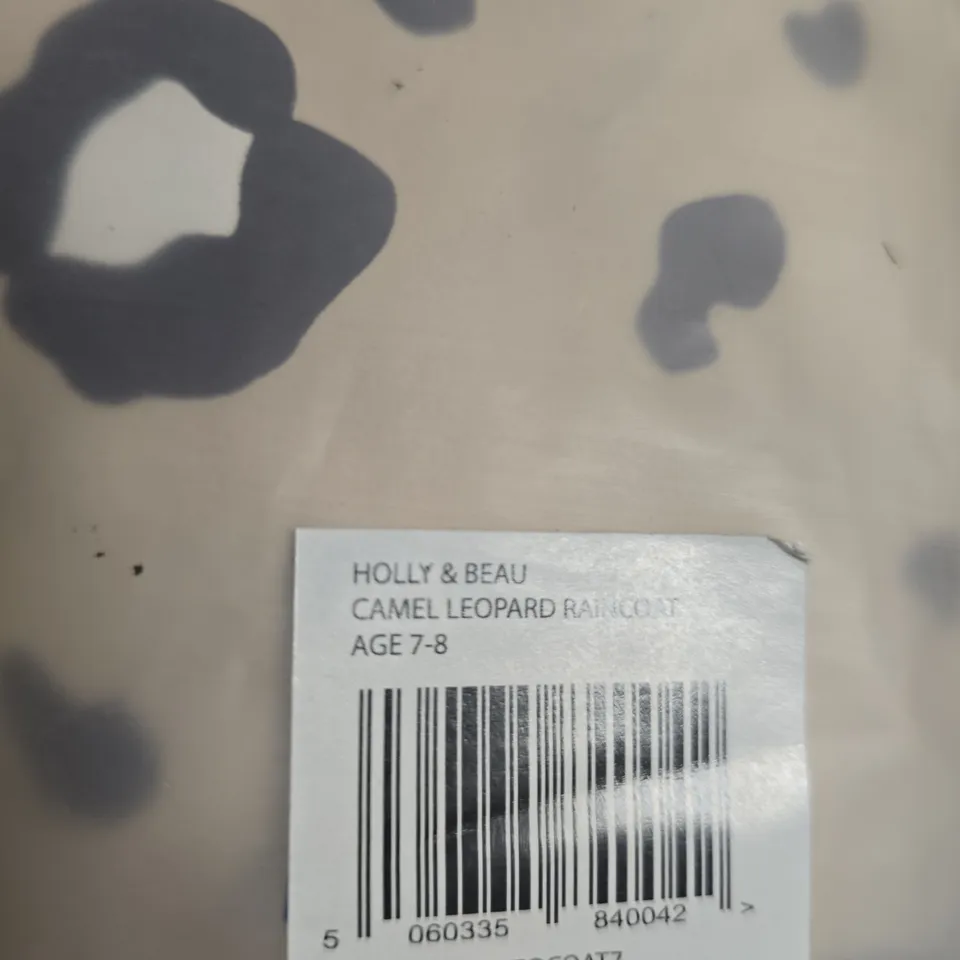 HOLLY & BEAU
CAMEL LEOPARD RAINCOAT
AGE 7-8
5 060335 840042 >